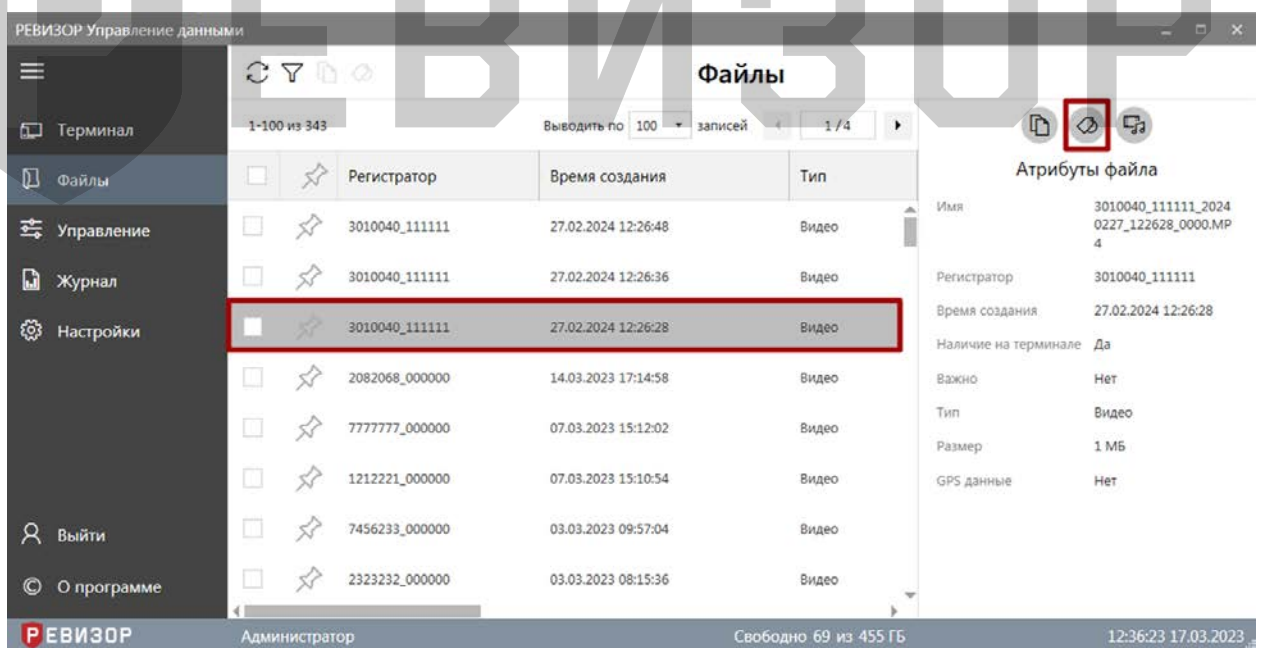 РЕВИЗОР
РЕВИЗОР Управление данными
Файлы
1-100 из 343
Выводить по 100 записей 1 / 4
Терминал
Файлы
Управление
Журнал
Настройки
Выйти
О программе
Регистратор Время создания Тип
3010040_111111 27.02.2024 12:26:48 Видео
3010040_111111 27.02.2024 12:26:36 Видео
3010040_111111 27.02.2024 12:26:28 Видео
2082068_000000 14.03.2023 17:14:58 Видео
7777777_000000 07.03.2023 15:12:02 Видео
1212221_000000 07.03.2023 15:10:54 Видео
7456233_000000 03.03.2023 09:57:04 Видео
2323232_000000 03.03.2023 08:15:36 Видео
Атрибуты файла
Имя 3010040_111111_2024
0227_122628_0000.MP
4
Регистратор 3010040_111111
Время создания 27.02.2024 12:26:28
Наличие на терминале Да
Важно Нет
Тип Видео
Размер 1 МБ
GPS данные Нет
РЕВИЗОР Администратор Свободно 69 из 455 ГБ 12:36:23 17.03.2023